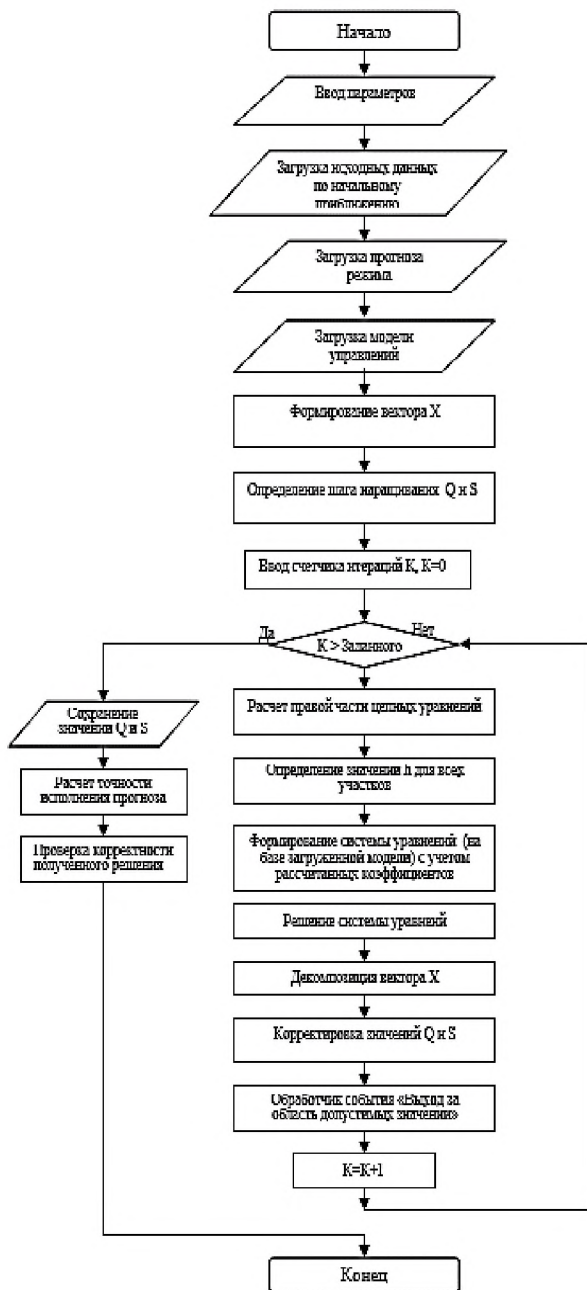 Начало
Ввод параметров
Загрузка исходных данных
по начальному
приближению
Загрузка прогноза
режима
Загрузка модели
управлений
Формирование вектора X
Определение шага наращивания Q и S
Ввод счетчика итераций K, K=0
Да
K > Заданного
Нет
Сохранение
значений Q и S
Расчет точности
исполнения прогноза
Проверка корректности
полученного решения
Расчет правой части цепных уравнений
Определение значений h для всех
участков
Формирование системы уравнений (на
базе загруженной модели) с учетом
рассчитанных коэффициентов
Решение системы уравнений
Декомпозиция вектора X
Корректировка значений Q и S
Обработчик события «Выход за
область допустимых значений»
K=K+1
Конец